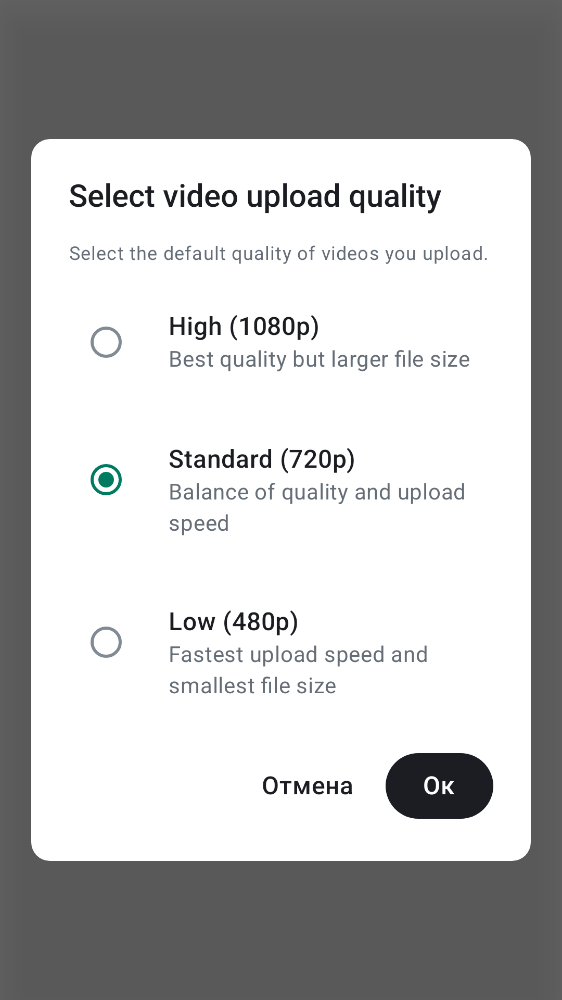 Select video upload quality
Select the default quality of videos you upload.
High (1080p)
Best quality but larger file size
Standard (720p)
Balance of quality and upload
speed
Low (480p)
Fastest upload speed and
smallest file size
Отмена
Ок